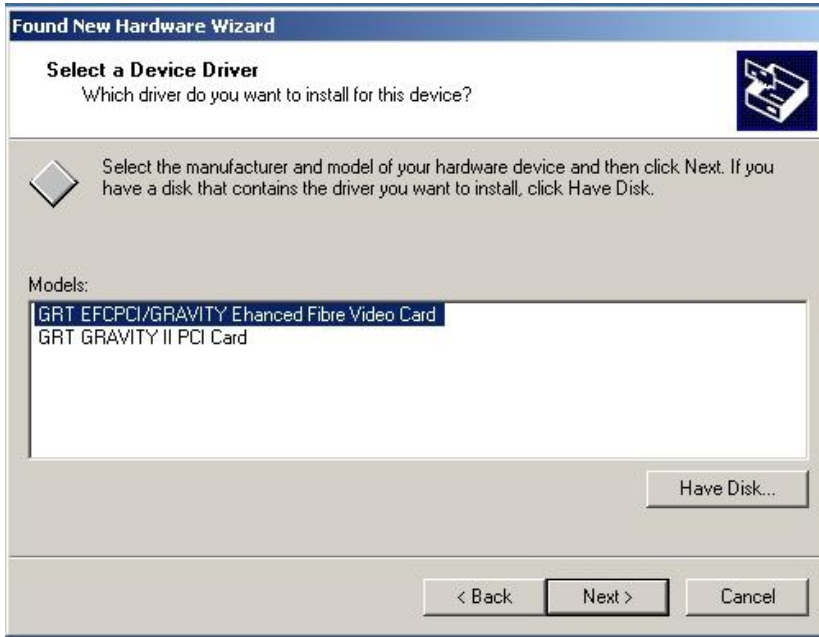 Found New Hardware Wizard
Select a Device Driver
Which driver do you want to install for this device?
Select the manufacturer and model of your hardware device and then click Next. If you
have a disk that contains the driver you want to install, click Have Disk.
Models:
GRT EFCPCI/GRAVITY Ehanced Fibre Video Card
GRT GRAVITY II PCI Card
Have Disk...
< Back
Next >
Cancel